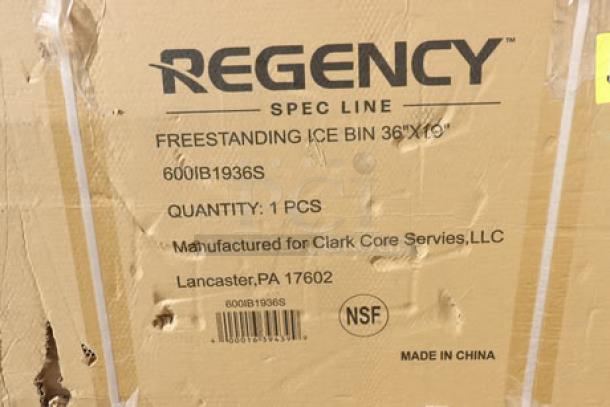 REGENCY™
SPEC LINE
FREESTANDING ICE BIN 36"X19"
600IB1936S
QUANTITY: 1 PCS
Manufactured for Clark Core Servies,LLC
Lancaster,PA 17602
600IB1936S
NSF
MADE IN CHINA